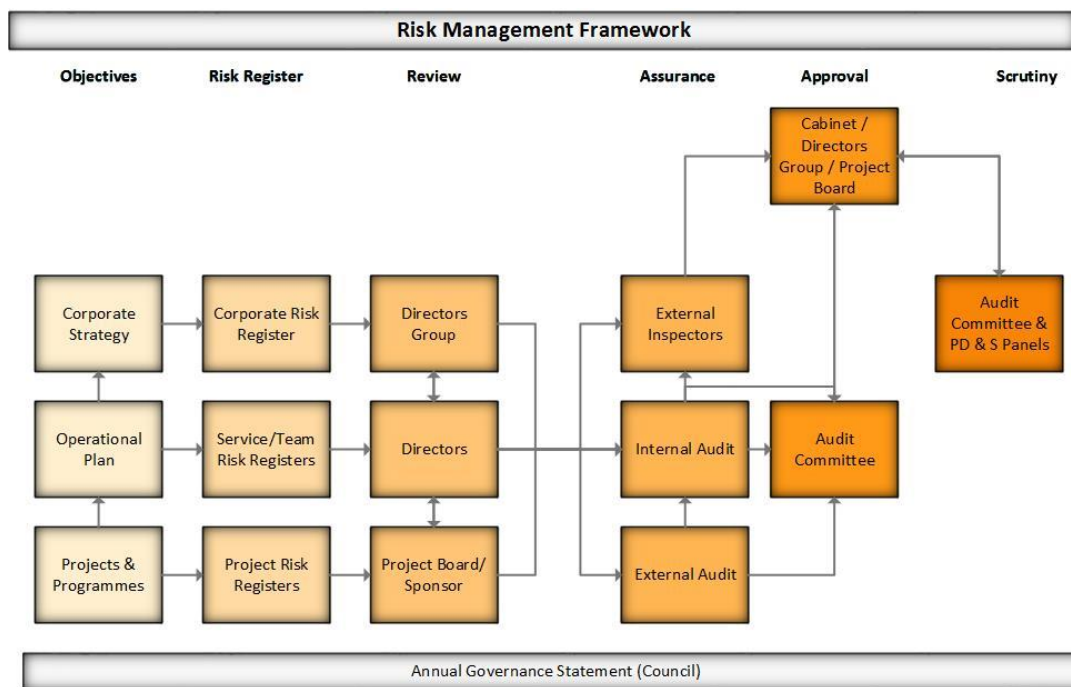 Risk Management Framework
Objectives
Risk Register
Review
Assurance
Approval
Scrutiny
Cabinet /
Directors
Group / Project
Board
Corporate
Strategy
Corporate Risk
Register
Directors
Group
External
Inspectors
Audit
Committee &
PD & S Panels
Operational
Plan
Service/Team
Risk Registers
Directors
Internal Audit
Audit
Committee
Projects &
Programmes
Project Risk
Registers
Project Board/
Sponsor
External Audit
Annual Governance Statement (Council)